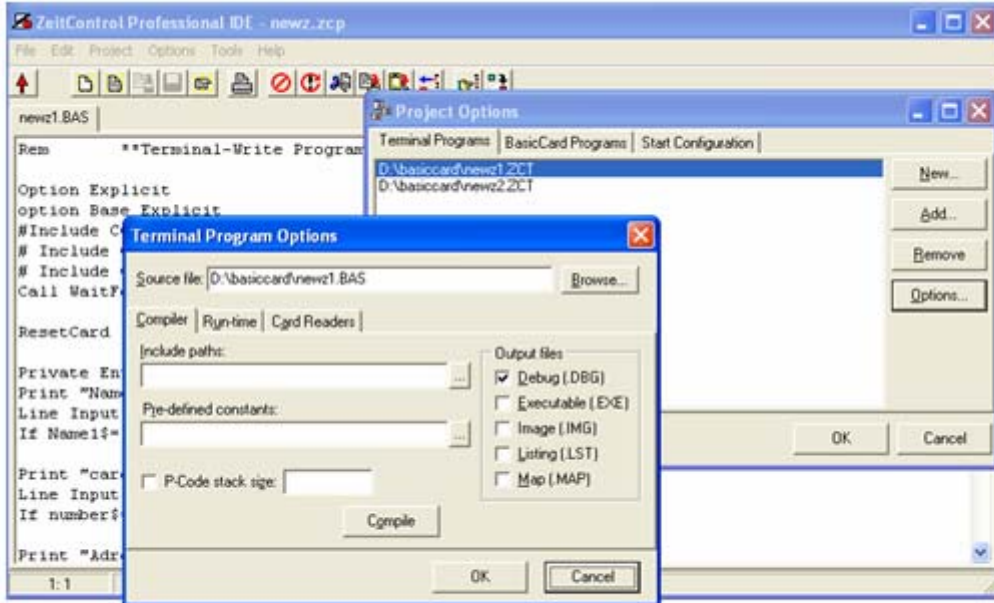 ZeitControl Professional IDE - newz.zcp
File Edit Project Options Tools Help
newz1.BAS
Rem **Terminal-Write Program
Option Explicit
option Base Explicit
#Include
# Include
# Include
Call
ResetCard
Private
Print "Name
Line Input
If Name1$=
Print
Line Input
If number$
Print
1: 1
Project Options
Terminal Programs BasicCard Programs Start Configuration
D:\basiccard\newz1.ZCT
D:\basiccard\newz2.ZCT
New...
Add...
Remove
Options...
OK Cancel
Terminal Program Options
Source file: D:\basiccard\newz1.BAS Browse...
Compiler Run-time Card Readers
Include paths:
...
Pre-defined constants:
...
P-Code stack size:
Output files
Debug (.DBG)
Executable (.EXE)
Image (.IMG)
Listing (.LST)
Map (.MAP)
Compile
OK Cancel